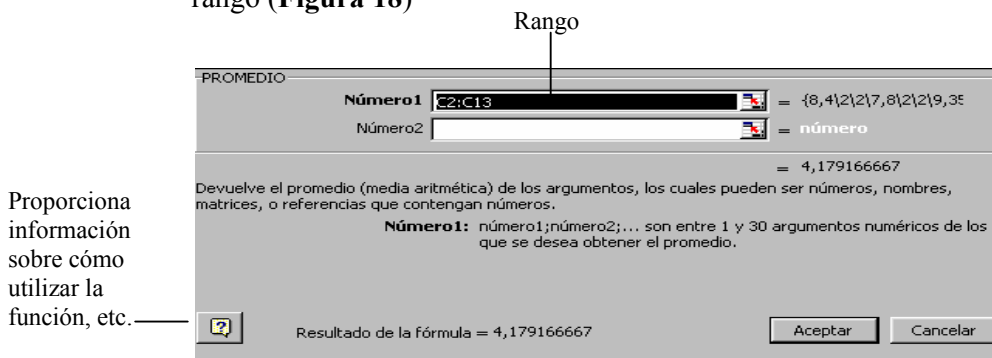 rango (Figura 18)
Rango
PROMEDIO
Número1 C2:C13 = {8,4\2\2\7,8\2\2\9,35
Número2 = número
= 4,179166667
Devuelve el promedio (media aritmética) de los argumentos, los cuales pueden ser números, nombres,
matrices, o referencias que contengan números.
Número1: número1;número2;... son entre 1 y 30 argumentos numéricos de los
que se desea obtener el promedio.
Proporciona
información
sobre cómo
utilizar la
función, etc.
Resultado de la fórmula = 4,179166667
Aceptar
Cancelar